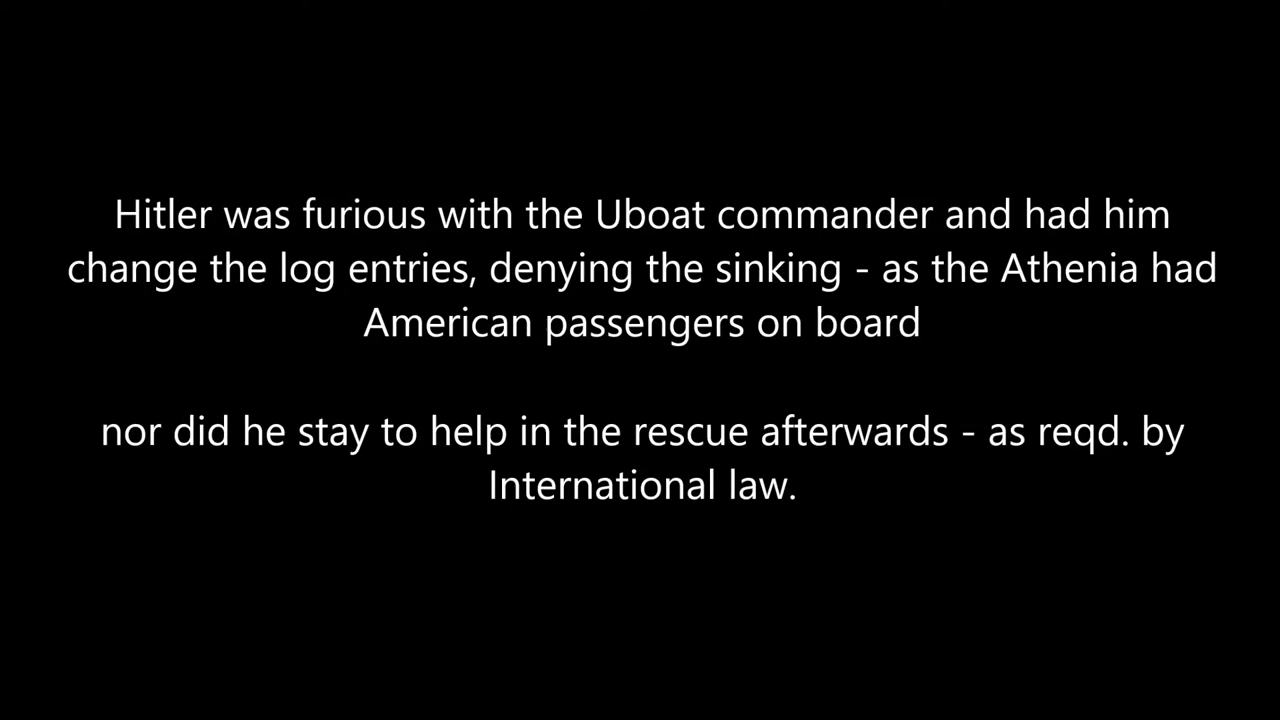 Hitler was furious with the Uboat commander and had him
change the log entries, denying the sinking - as the Athenia had
American passengers on board
nor did he stay to help in the rescue afterwards - as reqd. by
International law.